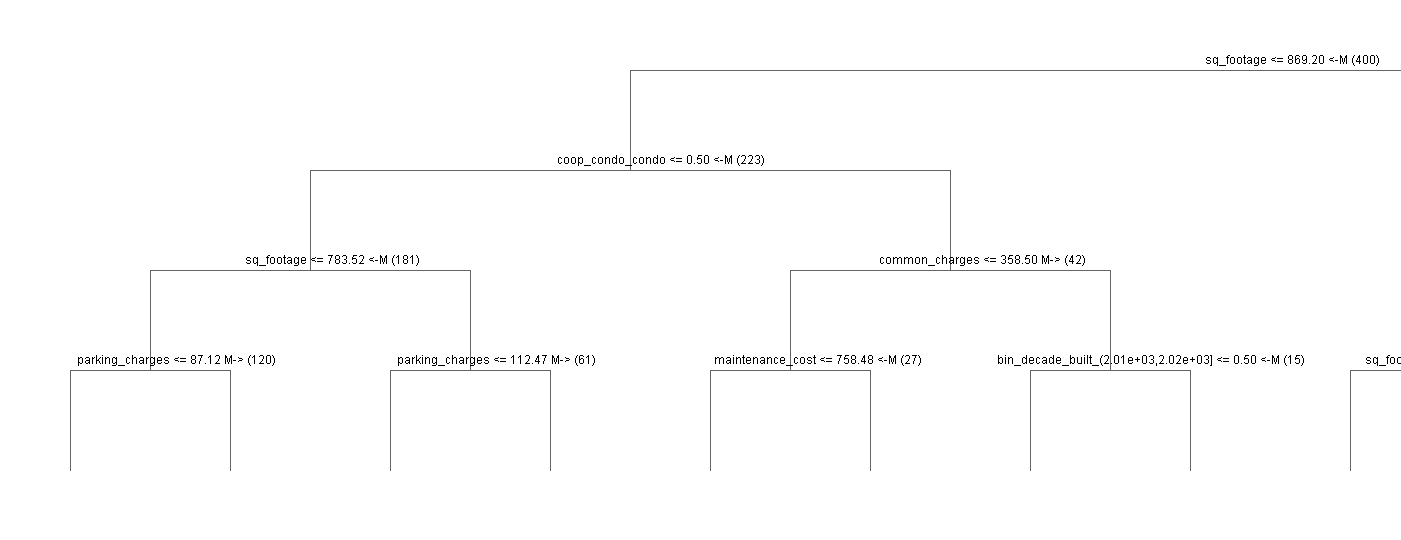 sq_footage <= 869.20 <-M (400)
coop_condo_condo <= 0.50 <-M (223)
sq_footage <= 783.52 <-M (181)
common_charges <= 358.50 M-> (42)
parking_charges <= 87.12 M-> (120)
parking_charges <= 112.47 M-> (61)
maintenance_cost <= 758.48 <-M (27)
bin_decade_built_(2.01e+03,2.02e+03] <= 0.50 <-M (15)
sq_foo